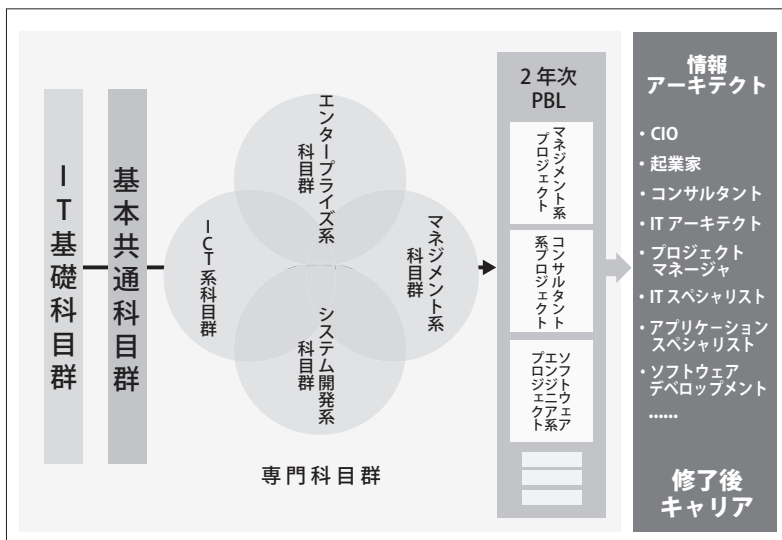 IT基礎科目群
基本共通科目群
エンタープライズ系
科目群
ICT系科目群
マネジメント系
科目群
システム開発系
科目群
専門科目群
2年次
PBL
マネジメント系
プロジェクト
コンサルタント
系プロジェクト
ソフトウェア
エンジニア系
プロジェクト
情報
アーキテクト
・CIO
・起業家
・コンサルタント
・ITアーキテクト
・プロジェクト
マネージャ
・ITスペシャリスト
・アプリケーション
スペシャリスト
・ソフトウェア
デベロップメント
......
修了後
キャリア